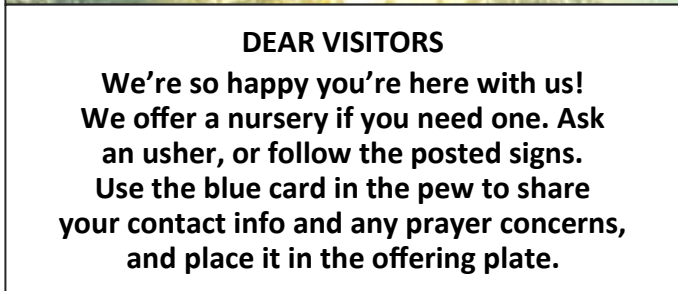 DEAR VISITORS
We’re so happy you’re here with us!
We offer a nursery if you need one. Ask
an usher, or follow the posted signs.
Use the blue card in the pew to share
your contact info and any prayer concerns,
and place it in the offering plate.